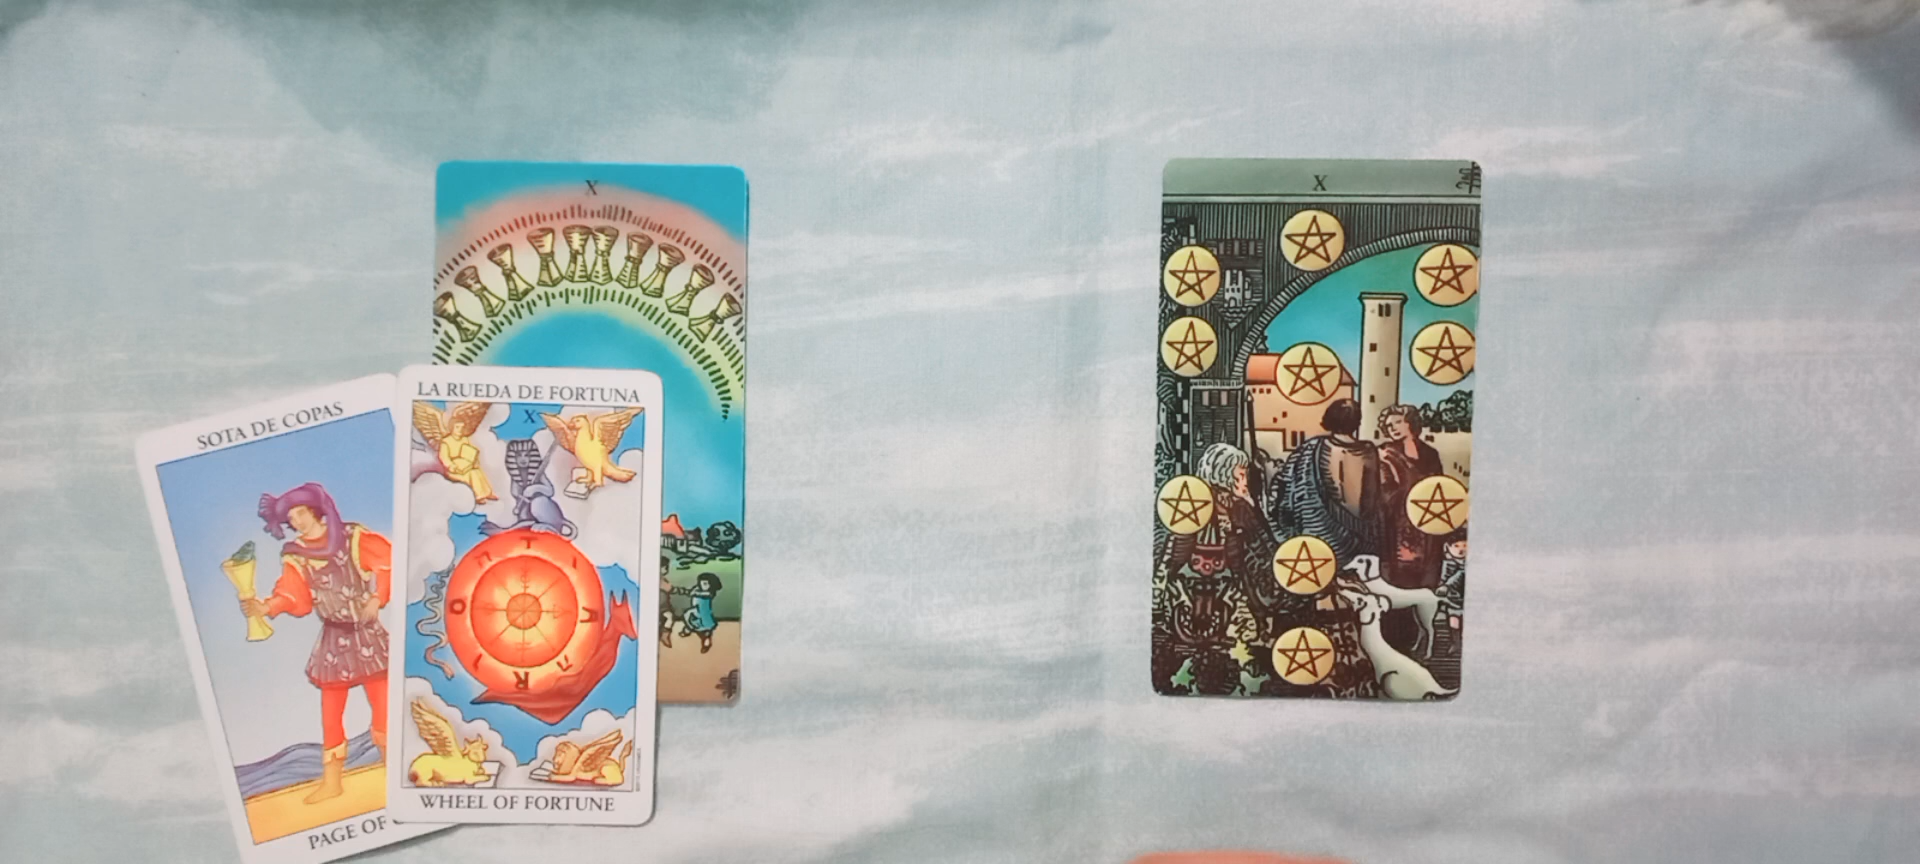 X
X
LA RUEDA DE FORTUNA
X
SOTA DE COPAS
T
A
R
O
WHEEL OF FORTUNE
PAGE OF